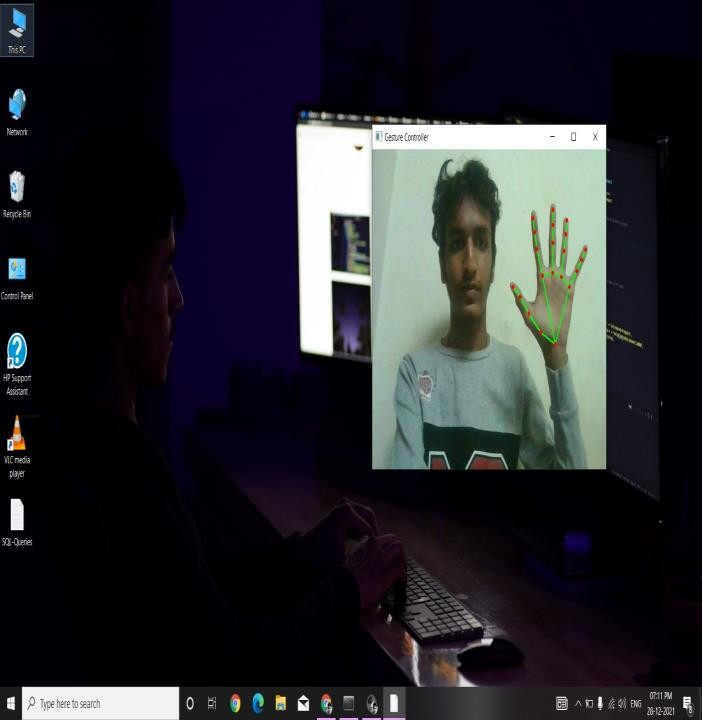 This PC
Network
Recycle Bin
Control Panel
HP Support
Assistant
VLC media
player
SQL-Queries
Gesture Controller
Type here to search
ENG
07:11 PM
20-12-2021